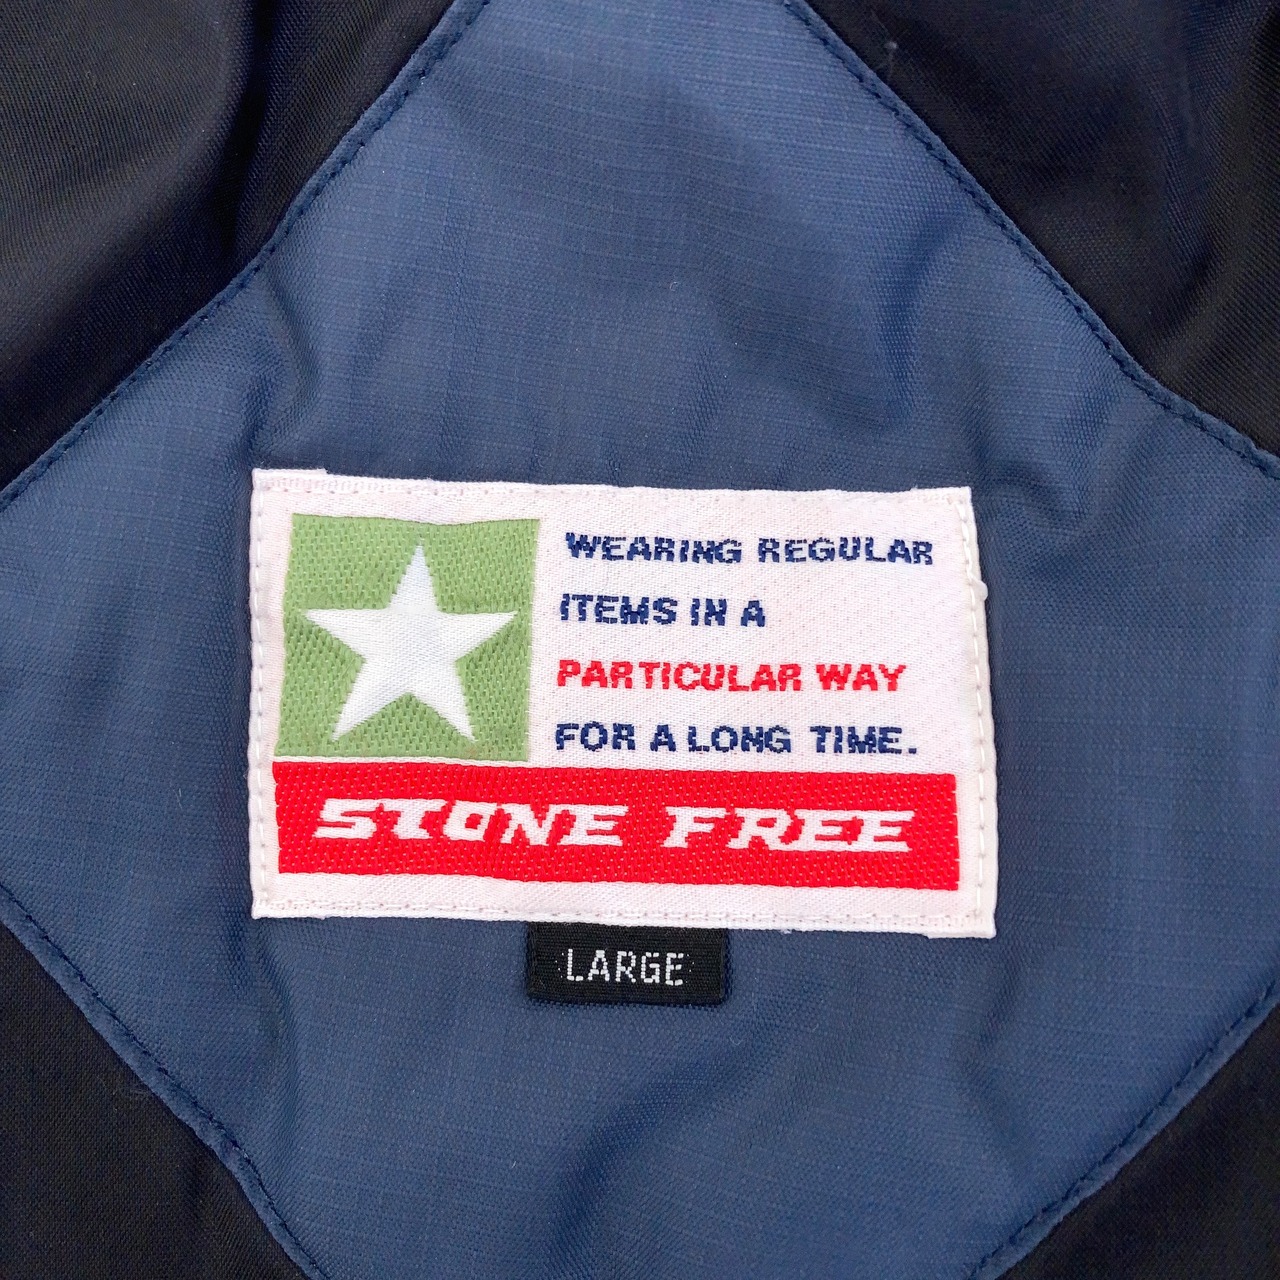 WEARING REGULAR
ITEMS IN A
PARTICULAR WAY
FOR A LONG TIME.
STONE FREE
LARGE